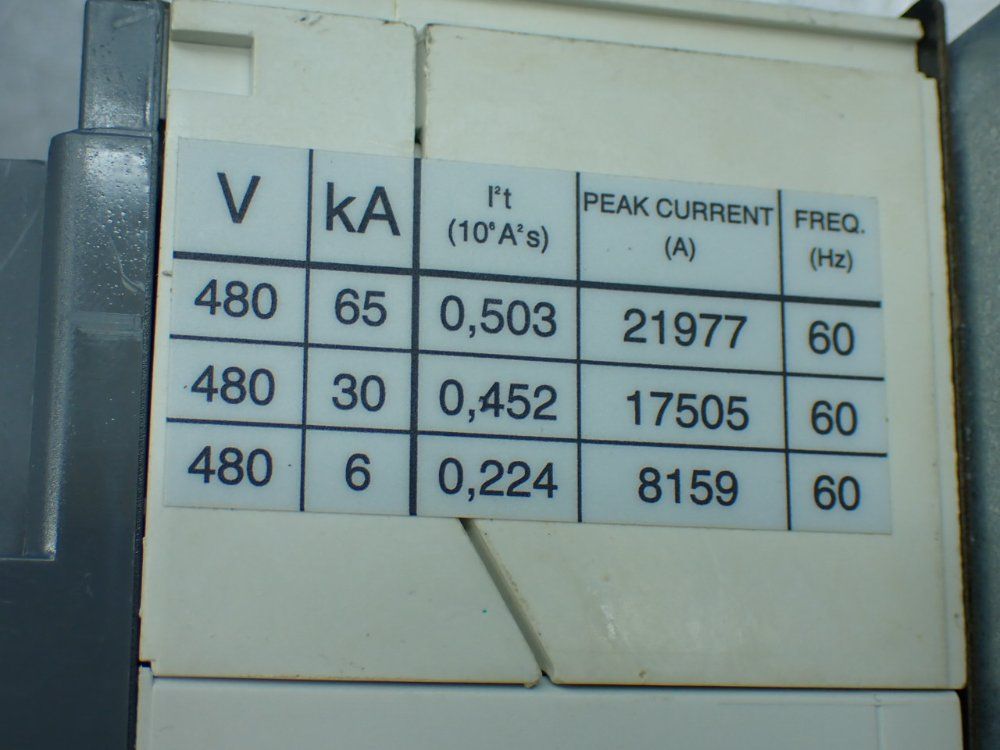 V kA I²t (10⁶A²s) PEAK CURRENT (A) FREQ. (Hz)
480 65 0,503 21977 60
480 30 0,452 17505 60
480 6 0,224 8159 60